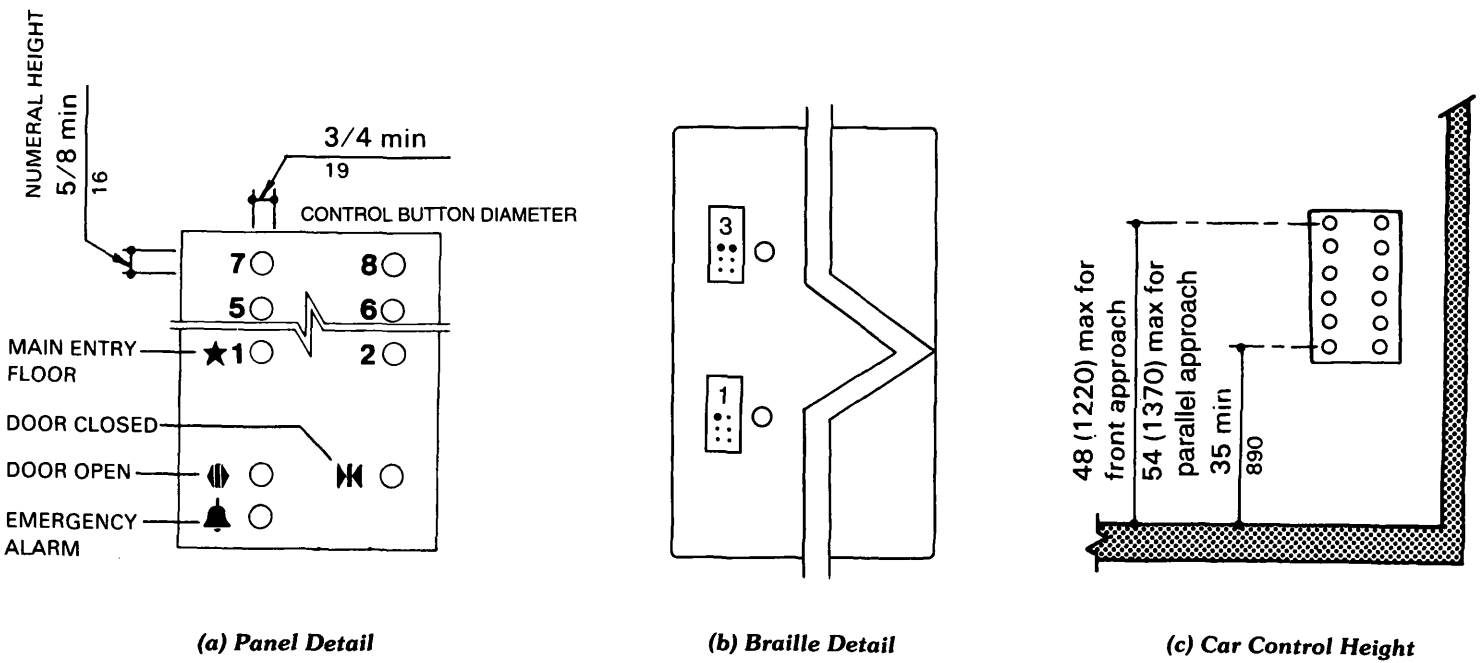 NUMERAL HEIGHT
5/8 min
16
3/4 min
19
CONTROL BUTTON DIAMETER
7 8
5 6
MAIN ENTRY
FLOOR
1 2
DOOR CLOSED
DOOR OPEN
EMERGENCY
ALARM
(a) Panel Detail
3
1
(b) Braille Detail
48 (1220) max for
front approach
54 (1370) max for
parallel approach
35 min
890
(c) Car Control Height